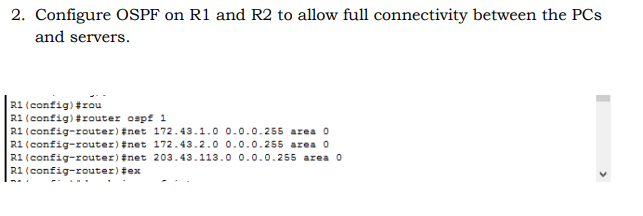 2. Configure OSPF on R1 and R2 to allow full connectivity between the PCs
and servers.
R1(config)#rou
R1(config)#router ospf 1
R1(config-router)#net 172.43.1.0 0.0.0.255 area 0
R1(config-router)#net 172.43.2.0 0.0.0.255 area 0
R1(config-router)#net 203.43.113.0 0.0.0.255 area 0
R1(config-router)#ex